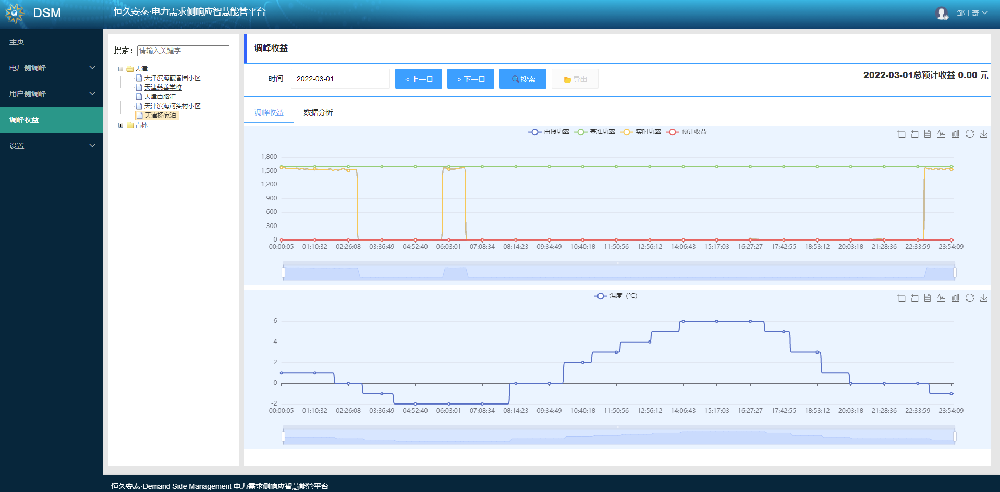 DSM
恒久安泰·电力需求侧响应智慧能管平台
邹士奇
主页
电厂侧调峰
用户侧调峰
调峰收益
设置
搜索：
请输入关键字
天津
天津滨海馥香园小区
天津慈善学校
天津百脑汇
天津滨海河头村小区
天津杨家泊
吉林
调峰收益
时间 2022-03-01 < 上一日 > 下一日 搜索 导出
2022-03-01总预计收益 0.00 元
调峰收益 数据分析
申报功率 基准功率 实时功率 预计收益
1,800
1,500
1,200
900
600
300
0
00:00:05 01:10:32 02:26:08 03:36:49 04:52:40 06:03:01 07:08:34 08:14:23 09:34:49 10:40:18 11:50:56 12:56:12 14:06:43 15:17:03 16:27:27 17:42:55 18:53:12 20:03:18 21:28:36 22:33:59 23:54:09
温度（℃）
6
4
2
0
-2
00:00:05 01:10:32 02:26:08 03:36:49 04:52:40 06:03:01 07:08:34 08:14:23 09:34:49 10:40:18 11:50:56 12:56:12 14:06:43 15:17:03 16:27:27 17:42:55 18:53:12 20:03:18 21:28:36 22:33:59 23:54:09
恒久安泰·Demand Side Management 电力需求侧响应智慧能管平台